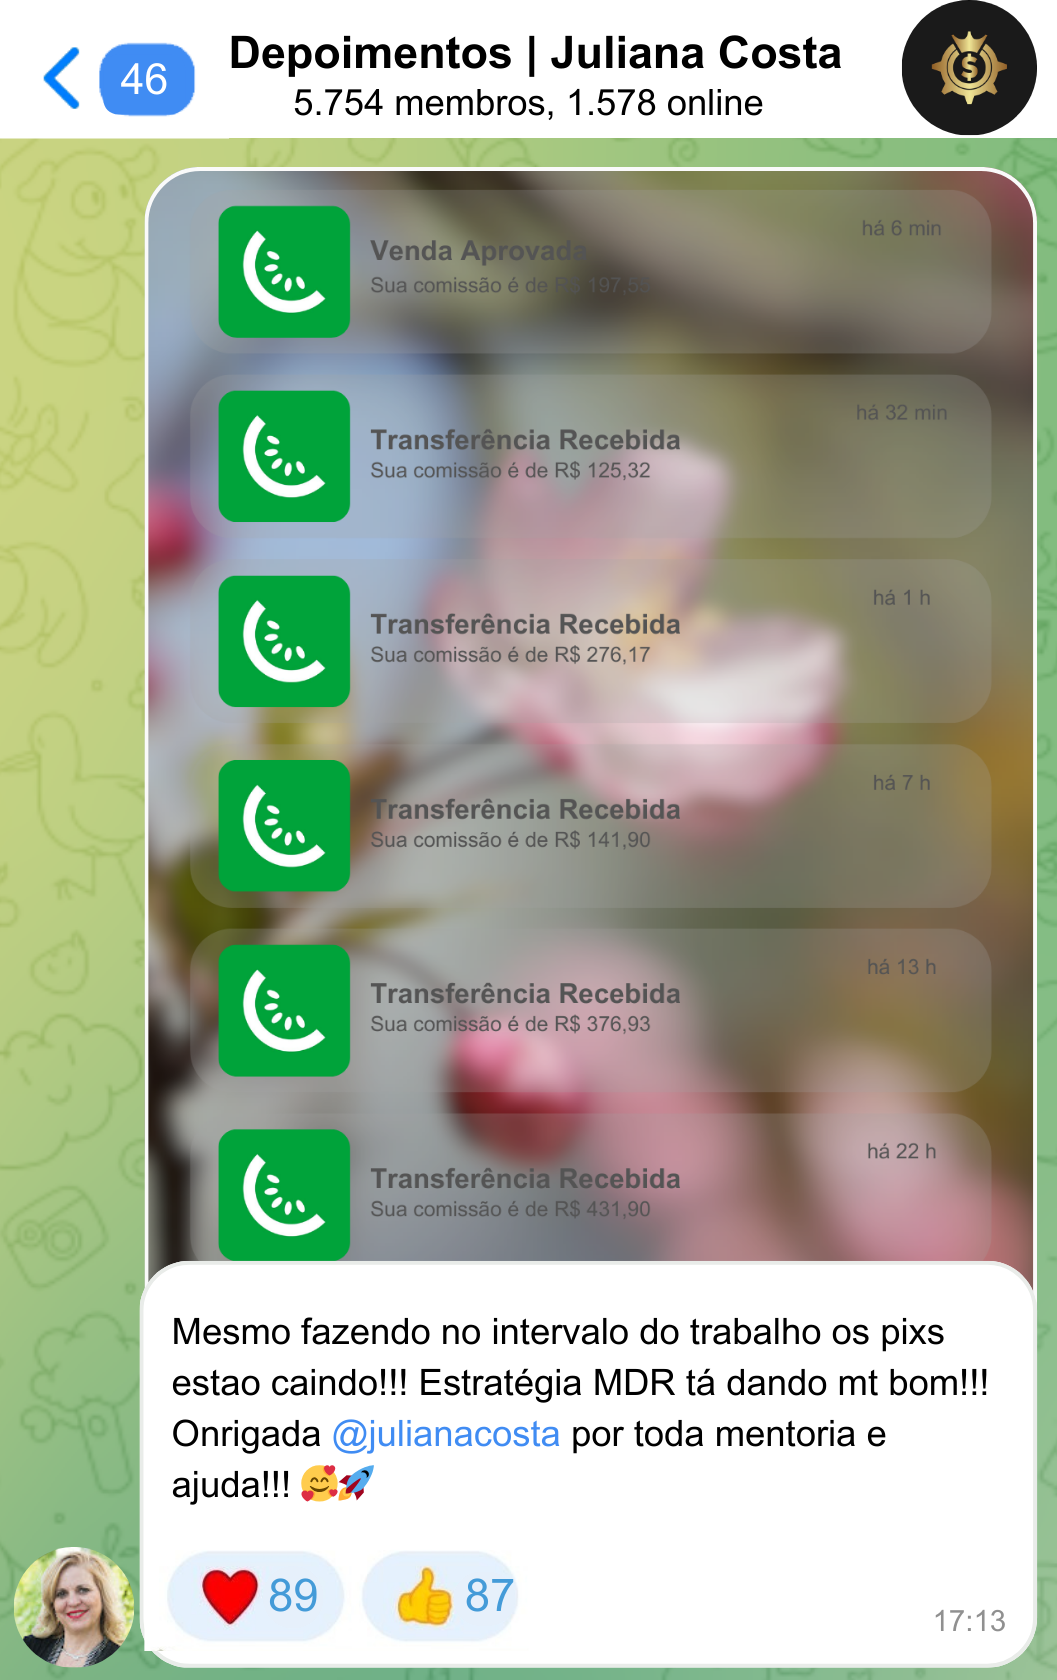 46
Depoimentos | Juliana Costa
5.754 membros, 1.578 online
$
Venda Aprovada
há 6 min
Sua comissão é de R$ 197,55
Transferência Recebida
há 32 min
Sua comissão é de R$ 125,32
Transferência Recebida
há 1 h
Sua comissão é de R$ 276,17
Transferência Recebida
há 7 h
Sua comissão é de R$ 141,90
Transferência Recebida
há 13 h
Sua comissão é de R$ 376,93
Transferência Recebida
há 22 h
Sua comissão é de R$ 431,90
Mesmo fazendo no intervalo do trabalho os pixs
estao caindo!!! Estratégia MDR tá dando mt bom!!!
Onrigada @julianacosta por toda mentoria e
ajuda!!! 🥰🚀
89
87
17:13